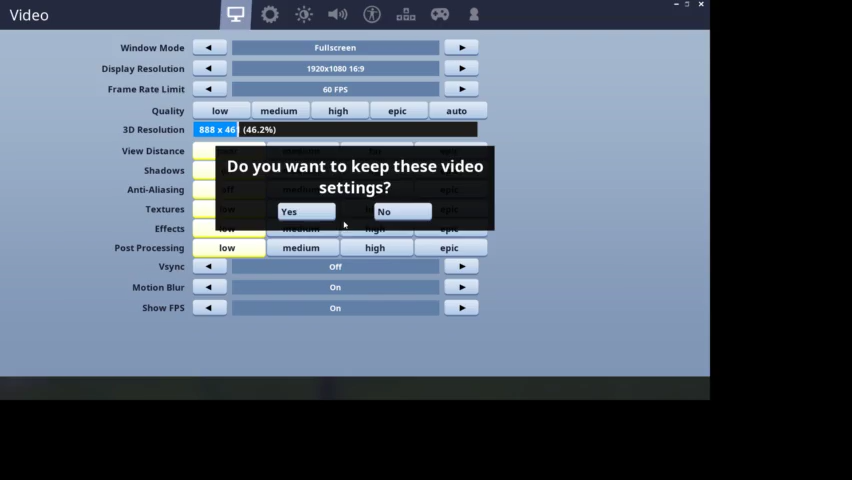 Video
Window Mode ◄ Fullscreen ►
Display Resolution ◄ 1920x1080 16:9 ►
Frame Rate Limit ◄ 60 FPS ►
Quality low medium high epic auto
3D Resolution 888 x 46 (46.2%)
View Distance
Shadows
Do you want to keep these video
settings?
Anti-Aliasing
Textures
Yes No
Effects
Post Processing low medium high epic
Vsync ◄ Off ►
Motion Blur ◄ On ►
Show FPS ◄ On ►